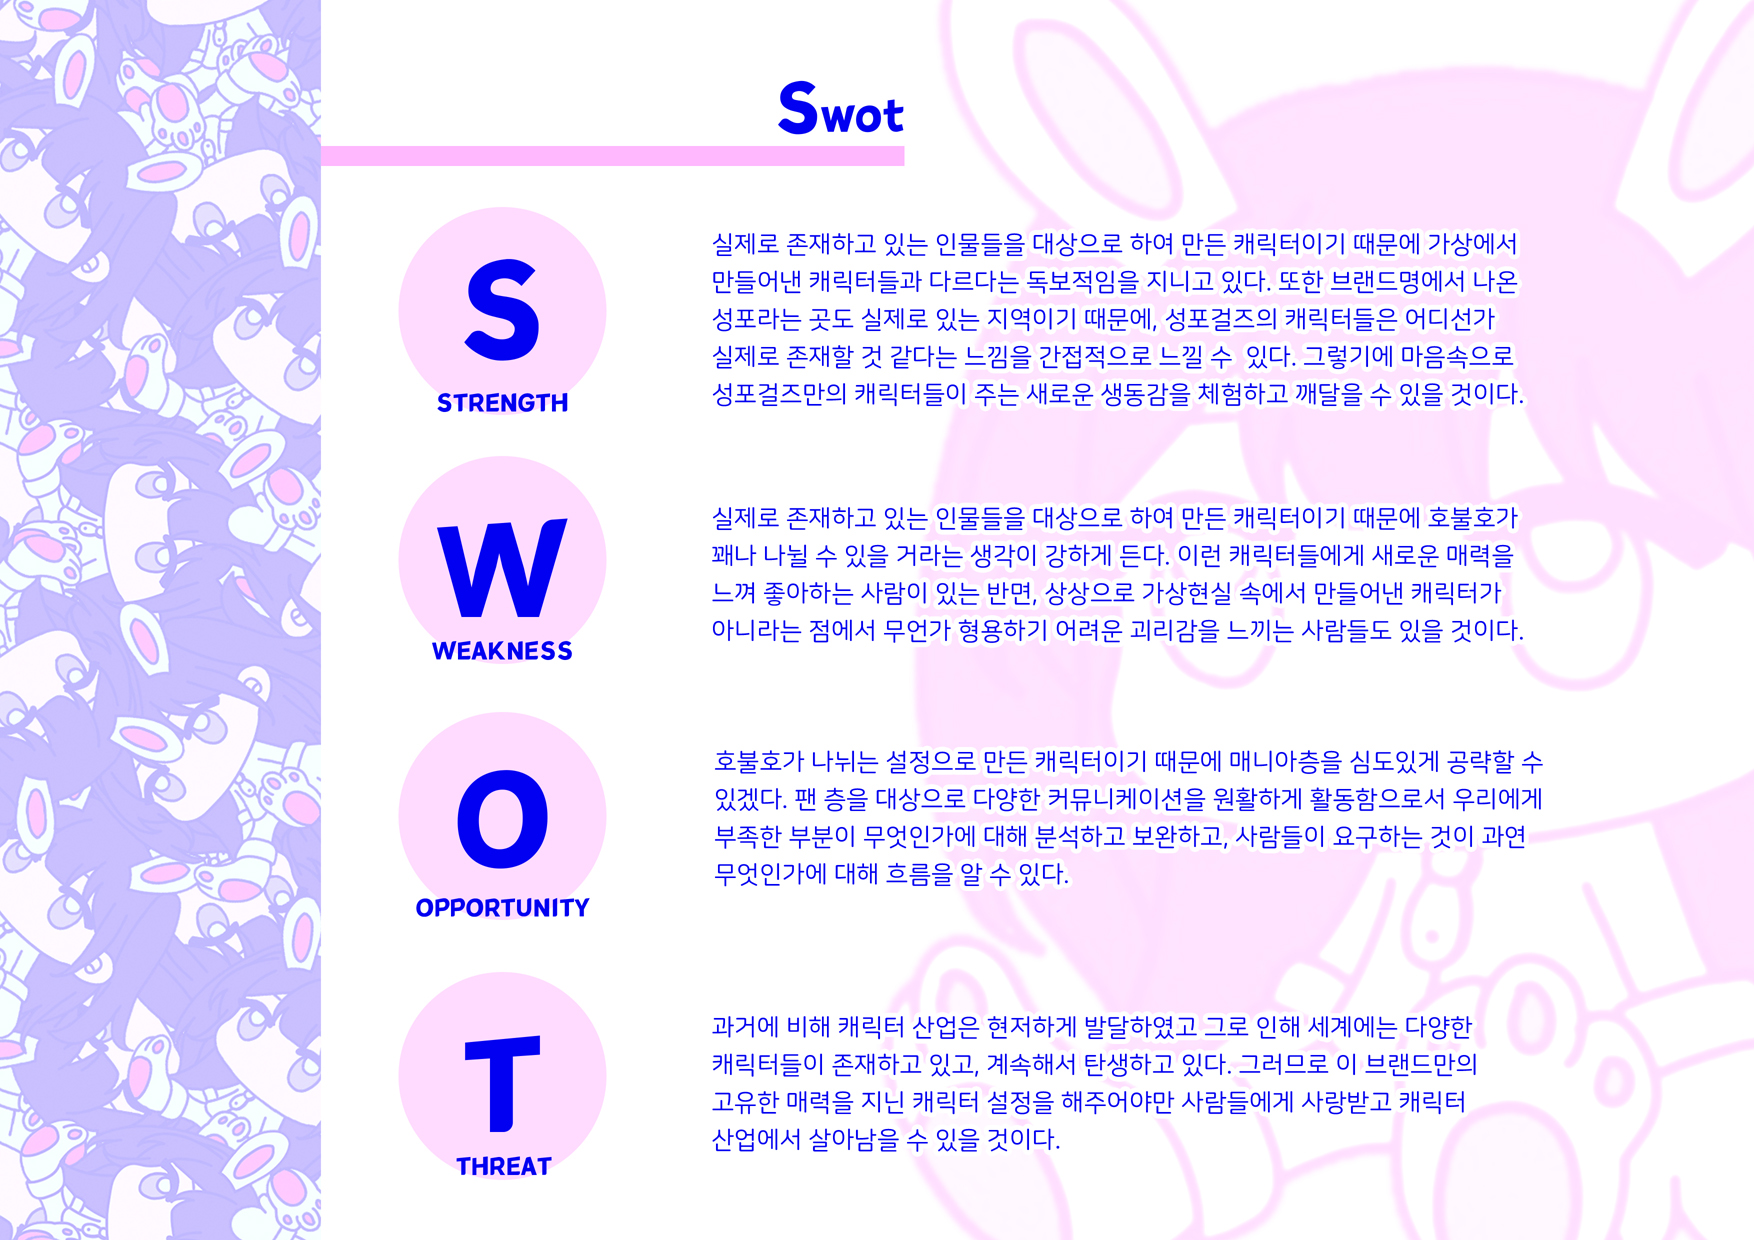 Swot
S
STRENGTH
실제로 존재하고 있는 인물들을 대상으로 하여 만든 캐릭터이기 때문에 가상에서
만들어낸 캐릭터들과 다르다는 독보적임을 지니고 있다. 또한 브랜드명에서 나온
성포라는 곳도 실제로 있는 지역이기 때문에, 성포걸즈의 캐릭터들은 어디선가
실제로 존재할 것 같다는 느낌을 간접적으로 느낄 수 있다. 그렇기에 마음속으로
성포걸즈만의 캐릭터들이 주는 새로운 생동감을 체험하고 깨달을 수 있을 것이다.
W
WEAKNESS
실제로 존재하고 있는 인물들을 대상으로 하여 만든 캐릭터이기 때문에 호불호가
꽤나 나뉠 수 있을 거라는 생각이 강하게 든다. 이런 캐릭터들에게 새로운 매력을
느껴 좋아하는 사람이 있는 반면, 상상으로 가상현실 속에서 만들어낸 캐릭터가
아니라는 점에서 무언가 형용하기 어려운 괴리감을 느끼는 사람들도 있을 것이다.
O
OPPORTUNITY
호불호가 나뉘는 설정으로 만든 캐릭터이기 때문에 매니아층을 심도있게 공략할 수
있겠다. 팬 층을 대상으로 다양한 커뮤니케이션을 원활하게 활동함으로서 우리에게
부족한 부분이 무엇인가에 대해 분석하고 보완하고, 사람들이 요구하는 것이 과연
무엇인가에 대해 흐름을 알 수 있다.
T
THREAT
과거에 비해 캐릭터 산업은 현저하게 발달하였고 그로 인해 세계에는 다양한
캐릭터들이 존재하고 있고, 계속해서 탄생하고 있다. 그러므로 이 브랜드만의
고유한 매력을 지닌 캐릭터 설정을 해주어야만 사람들에게 사랑받고 캐릭터
산업에서 살아남을 수 있을 것이다.